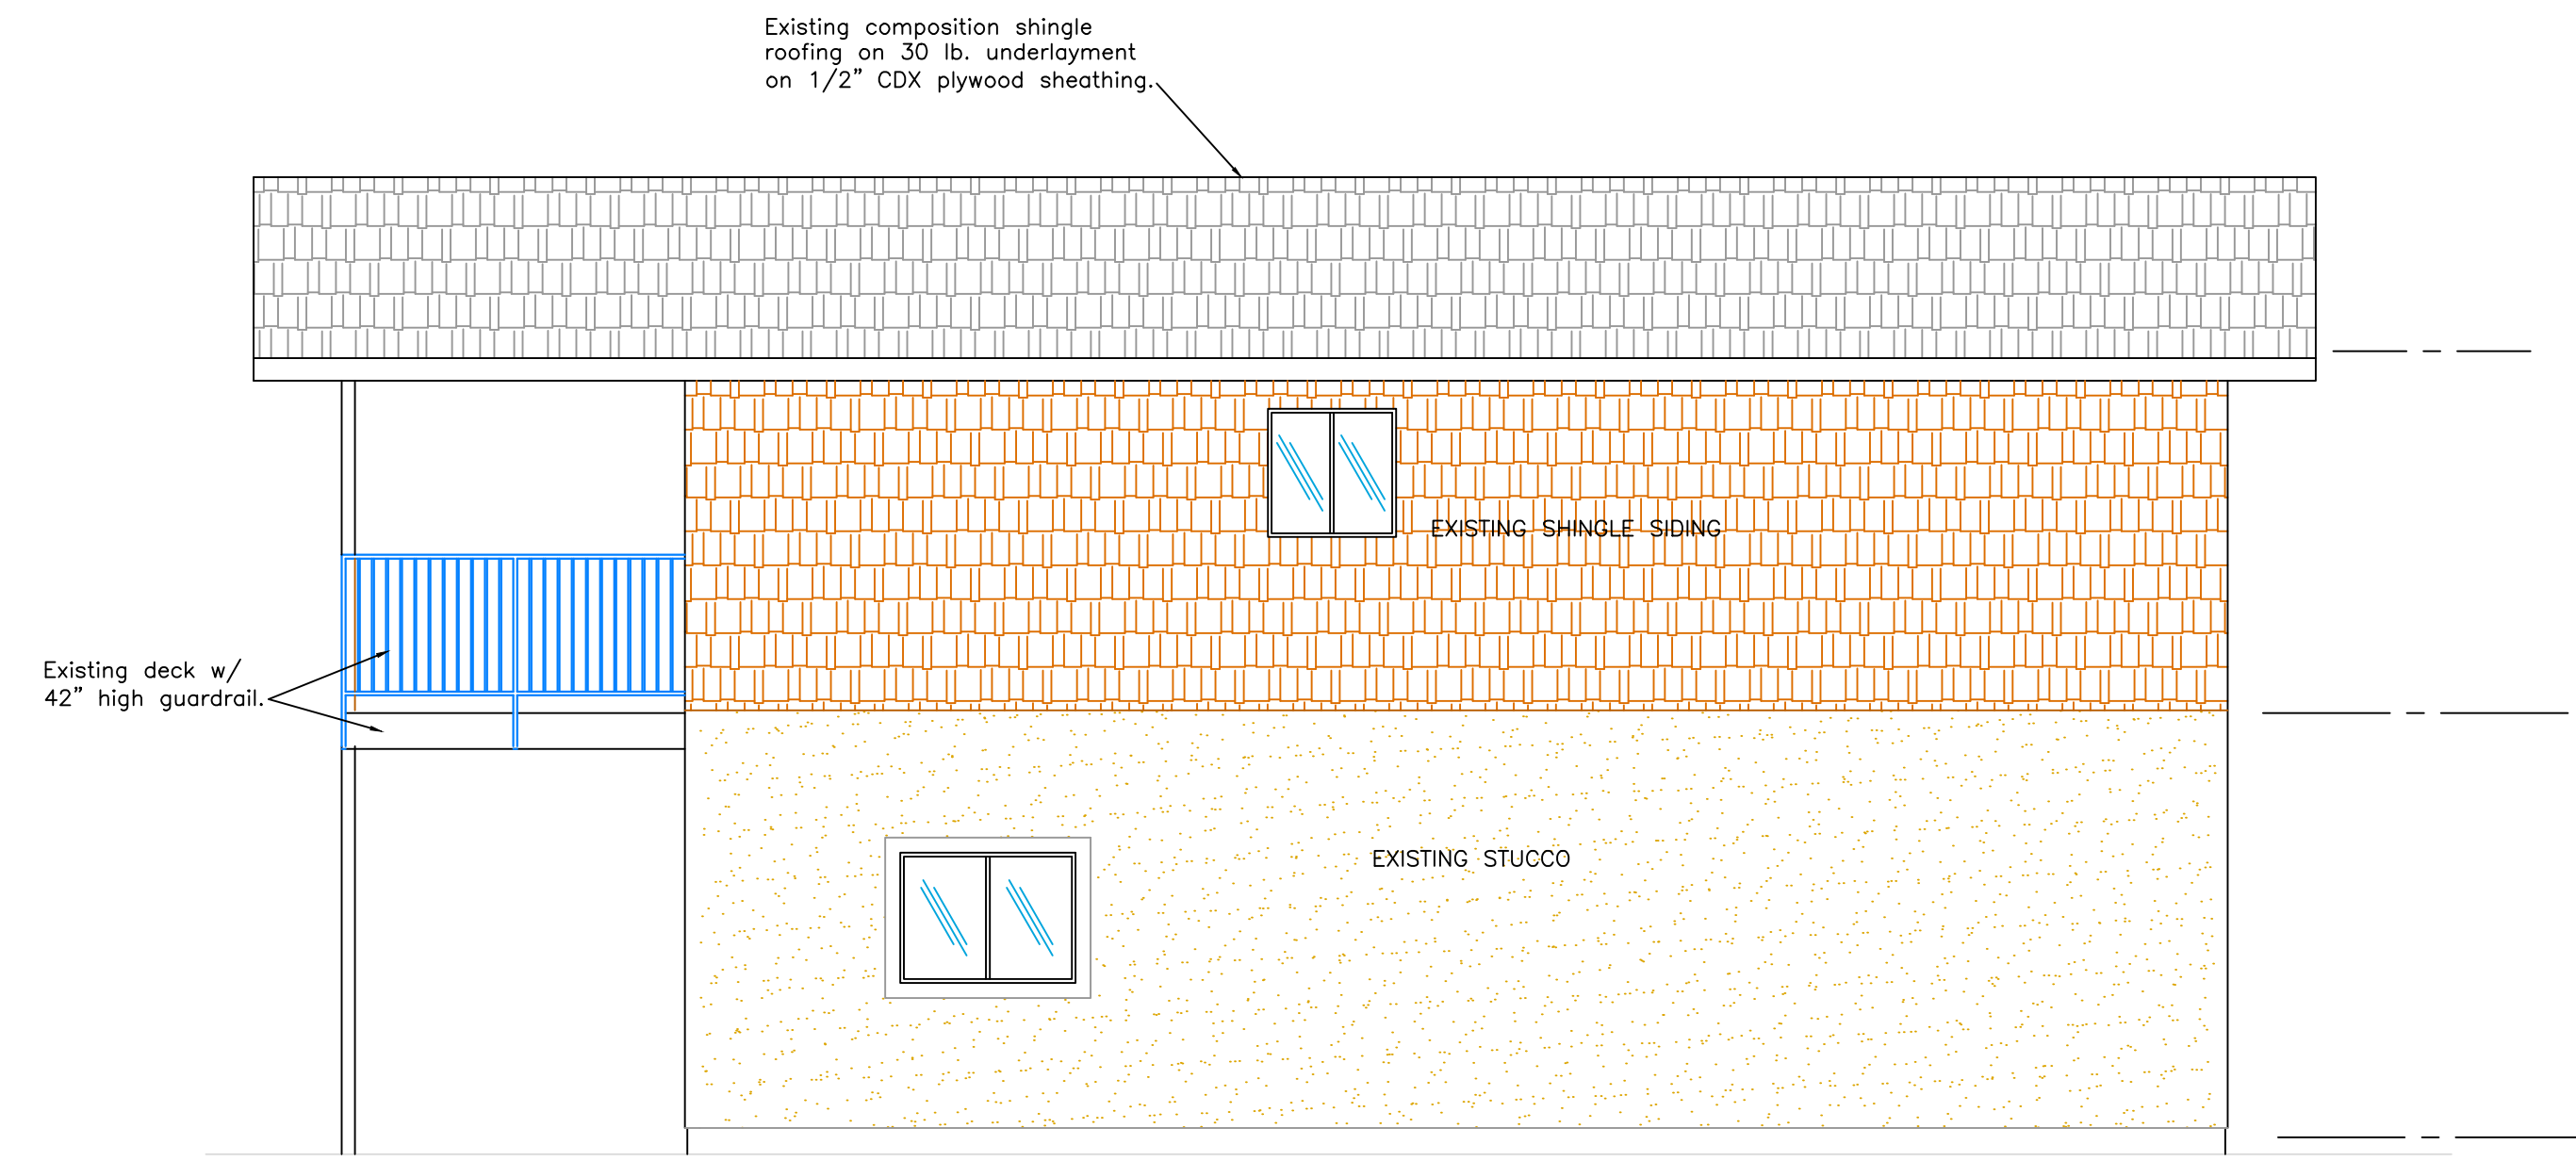 Existing composition shingle
roofing on 30 lb. underlayment
on 1/2" CDX plywood sheathing.
EXISTING SHINGLE SIDING
Existing deck w/
42" high guardrail.
EXISTING STUCCO